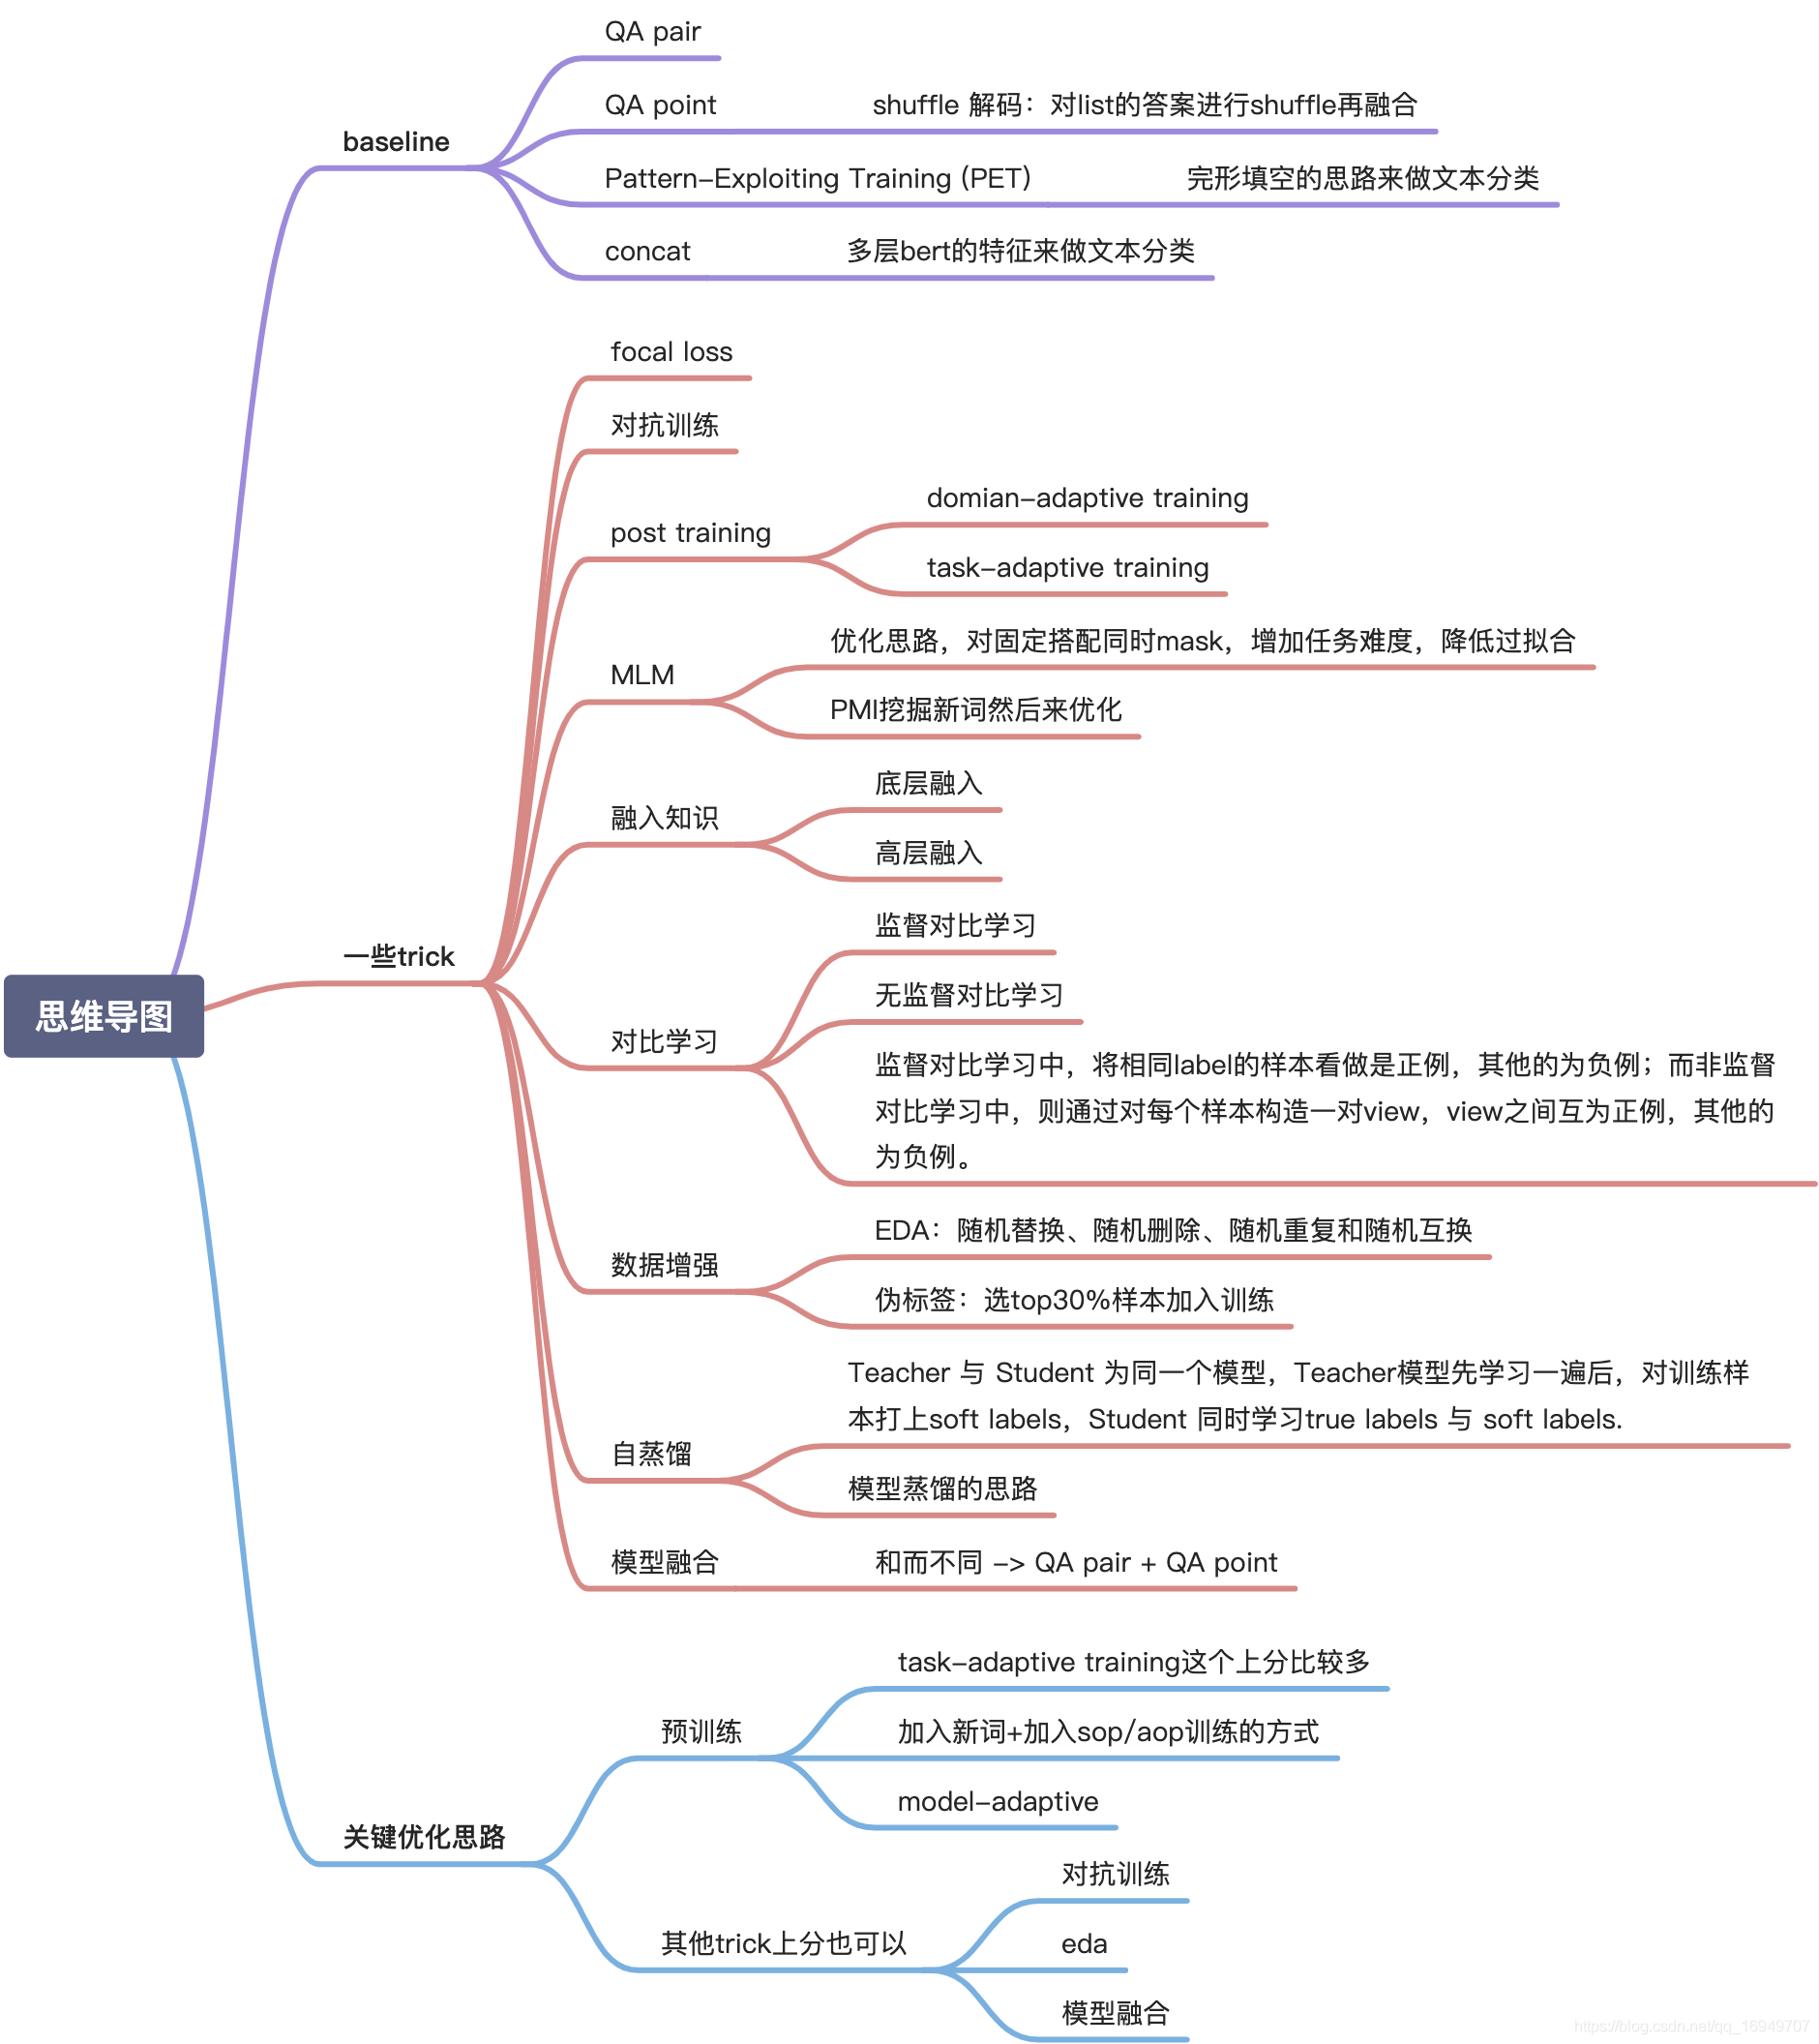 思维导图
baseline
QA pair
QA point
shuffle 解码：对list的答案进行shuffle再融合
Pattern-Exploiting Training (PET)
完形填空的思路来做文本分类
concat
多层bert的特征来做文本分类
一些trick
focal loss
对抗训练
post training
domian-adaptive training
task-adaptive training
MLM
优化思路，对固定搭配同时mask，增加任务难度，降低过拟合
PMI挖掘新词然后来优化
融入知识
底层融入
高层融入
对比学习
监督对比学习
无监督对比学习
监督对比学习中，将相同label的样本看做是正例，其他的为负例；而非监督
对比学习中，则通过对每个样本构造一对view，view之间互为正例，其他的
为负例。
数据增强
EDA：随机替换、随机删除、随机重复和随机互换
伪标签：选top30%样本加入训练
自蒸馏
Teacher 与 Student 为同一个模型，Teacher模型先学习一遍后，对训练样
本打上soft labels，Student 同时学习true labels 与 soft labels.
模型蒸馏的思路
模型融合
和而不同 -> QA pair + QA point
关键优化思路
预训练
task-adaptive training这个上分比较多
加入新词+加入sop/aop训练的方式
model-adaptive
其他trick上分也可以
对抗训练
eda
模型融合
https://blog.csdn.net/qq_16949707